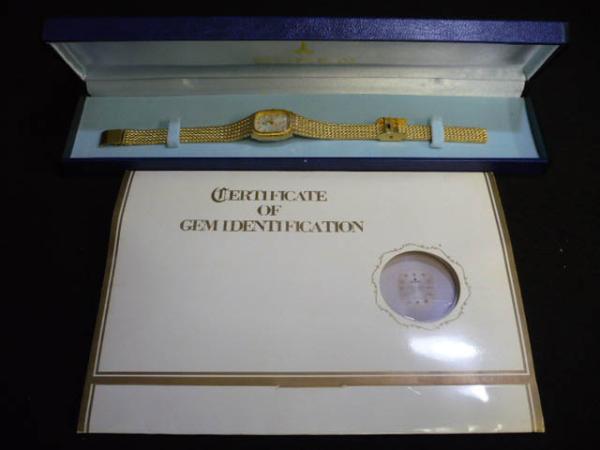 CERTIFICATE
OF
GEM IDENTIFICATION